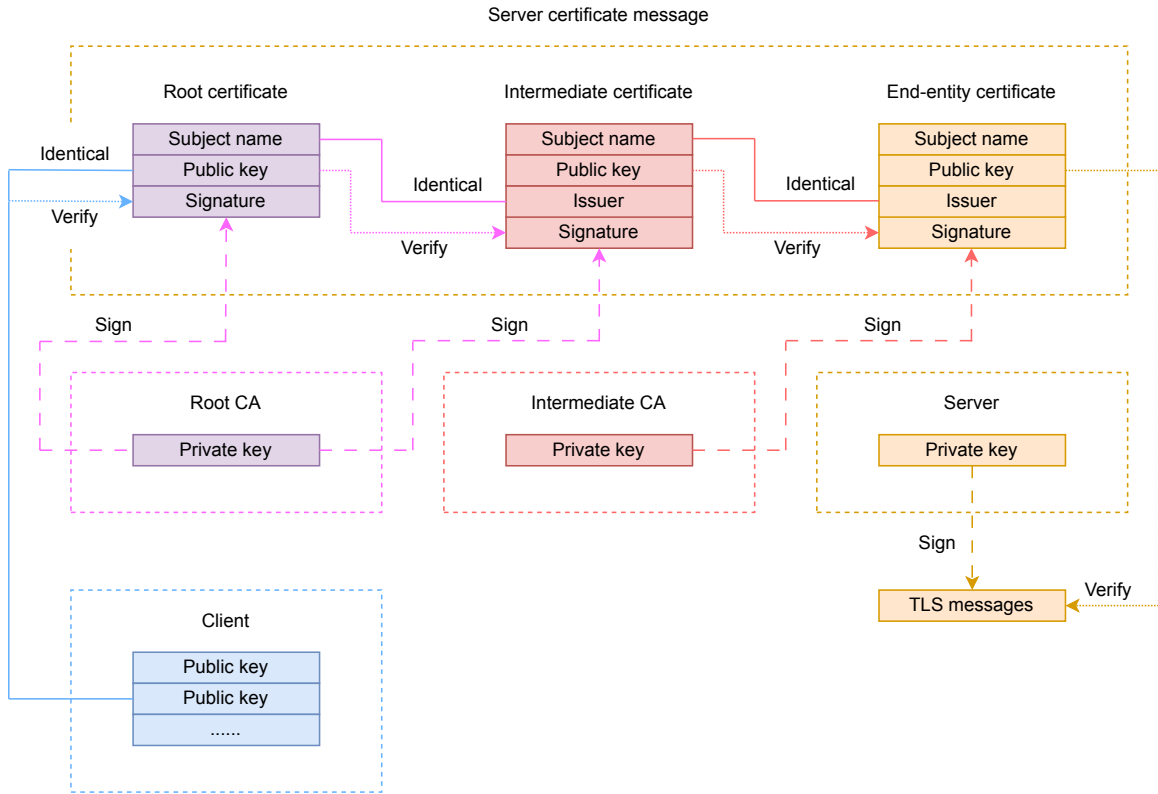 Server certificate message
Root certificate
Intermediate certificate
End-entity certificate
Subject name
Public key
Signature
Subject name
Public key
Issuer
Signature
Subject name
Public key
Issuer
Signature
Identical
Verify
Identical
Verify
Identical
Verify
Sign
Sign
Sign
Root CA
Private key
Intermediate CA
Private key
Server
Private key
Sign
TLS messages
Verify
Client
Public key
Public key
......